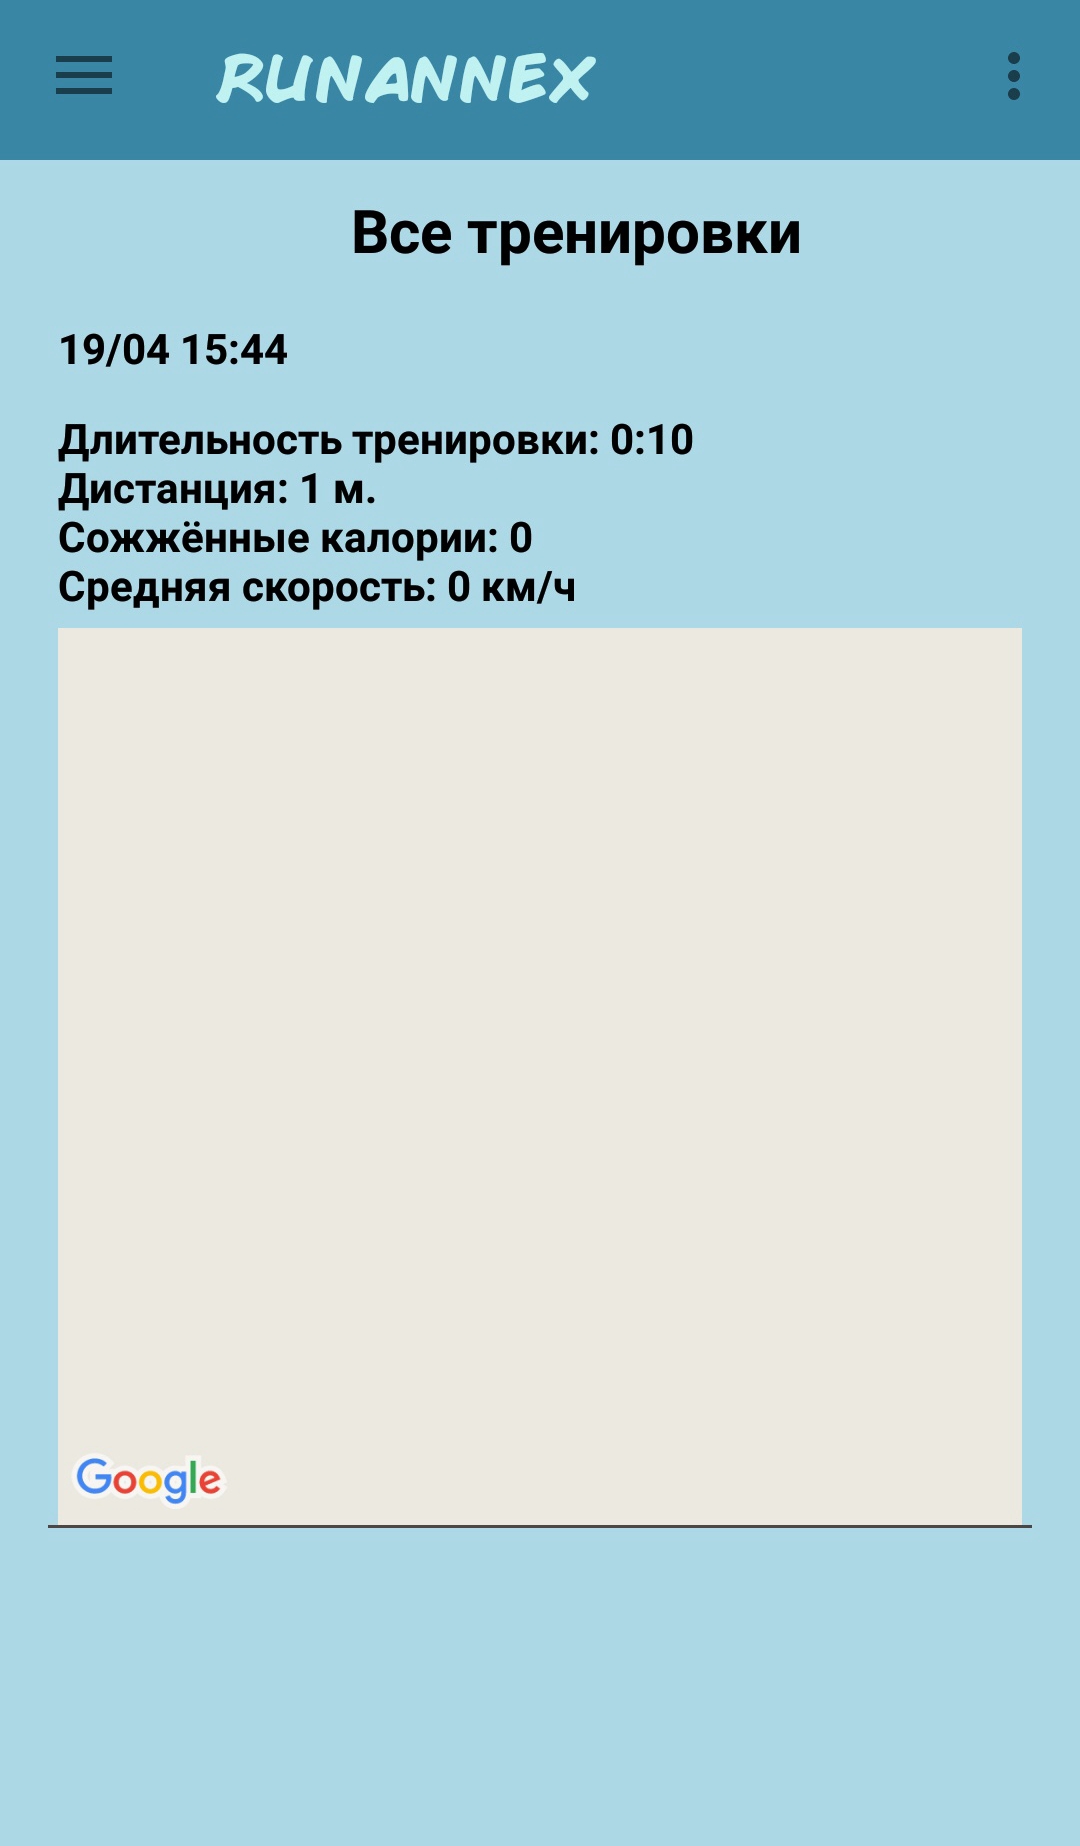 RUNANNEX
Все тренировки
19/04 15:44
Длительность тренировки: 0:10
Дистанция: 1 м.
Сожжённые калории: 0
Средняя скорость: 0 км/ч
Google